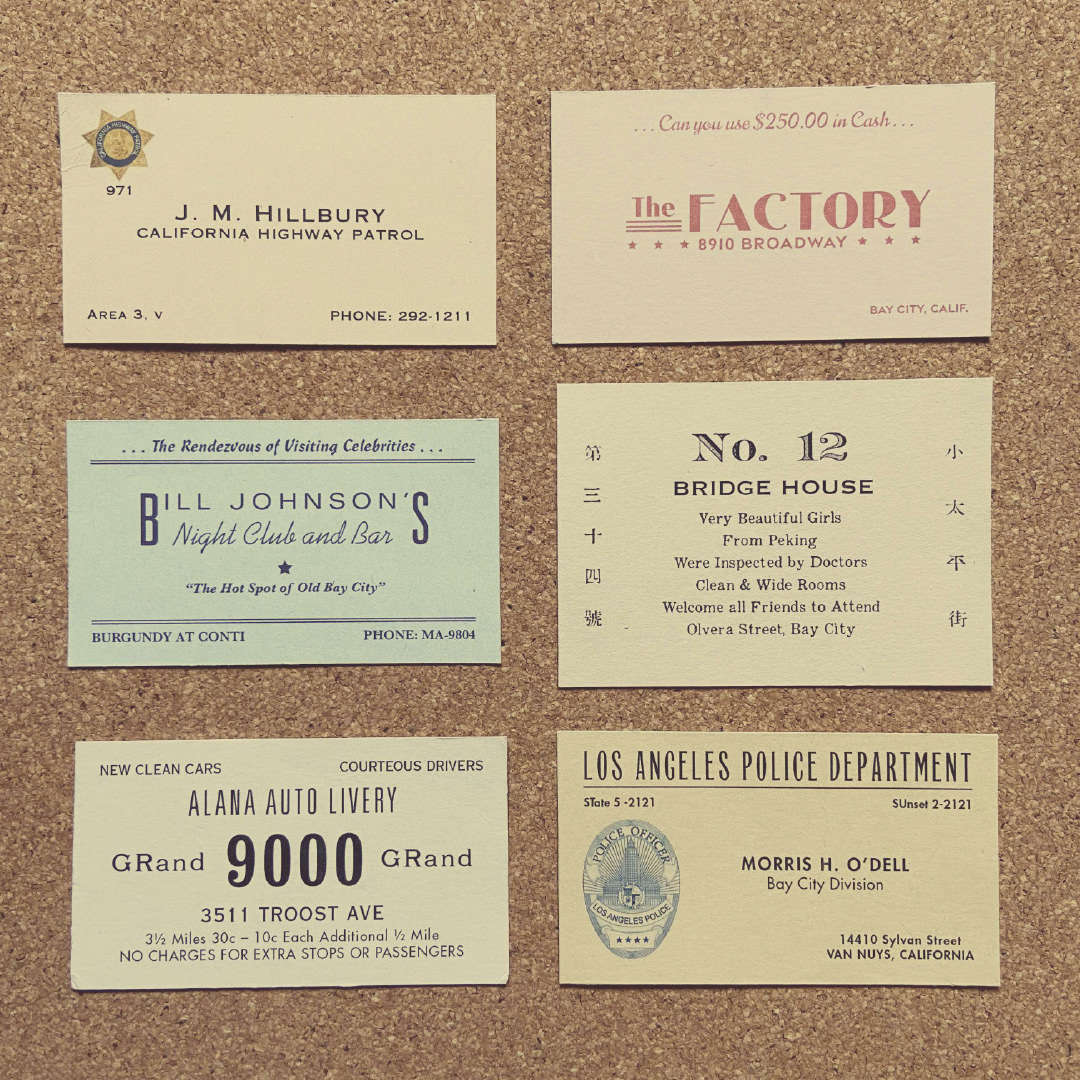 CALIFORNIA HIGHWAY PATROL
971
J. M. HILLBURY
CALIFORNIA HIGHWAY PATROL
AREA 3, V
PHONE: 292-1211
...Can you use $250.00 in Cash...
The FACTORY
★ ★ ★ 8910 BROADWAY ★ ★ ★
BAY CITY, CALIF.
...The Rendezvous of Visiting Celebrities...
BILL JOHNSON'S
Night Club and Bar
★
“The Hot Spot of Old Bay City”
BURGUNDY AT CONTI
PHONE: MA-9804
第三十四號
No. 12
BRIDGE HOUSE
Very Beautiful Girls
From Peking
Were Inspected by Doctors
Clean & Wide Rooms
Welcome all Friends to Attend
Olvera Street, Bay City
小太平街
NEW CLEAN CARS
COURTEOUS DRIVERS
ALANA AUTO LIVERY
GRand 9000 GRand
3511 TROOST AVE
3½ Miles 30c – 10c Each Additional ½ Mile
NO CHARGES FOR EXTRA STOPS OR PASSENGERS
LOS ANGELES POLICE DEPARTMENT
STate 5 -2121
SUnset 2-2121
POLICE OFFICER
LOS ANGELES POLICE
★★★★
MORRIS H. O'DELL
Bay City Division
14410 Sylvan Street
VAN NUYS, CALIFORNIA